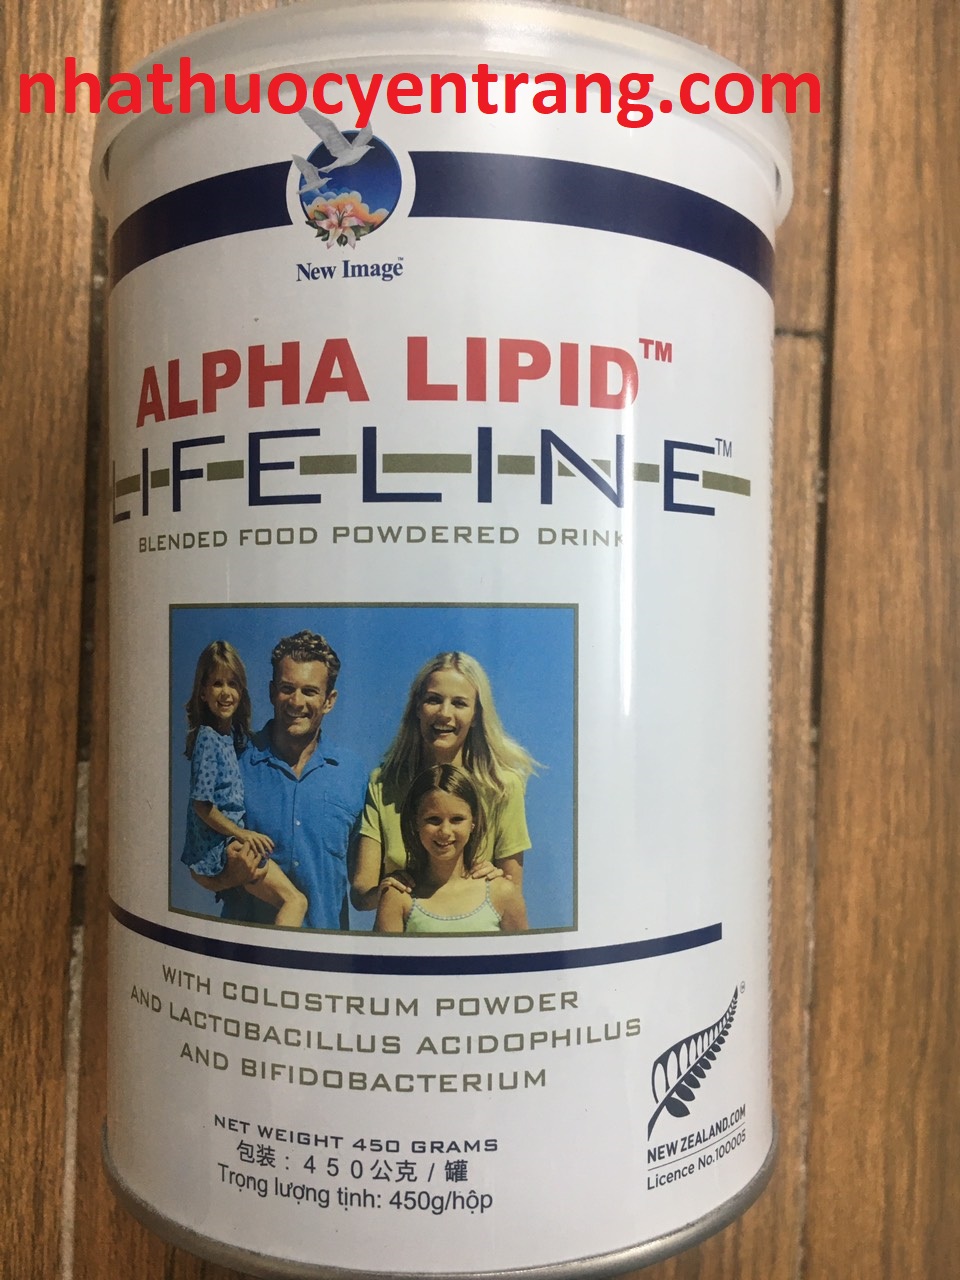 nhathuocyentrang.com
New Image™
ALPHA LIPID™
LIFELINE™
BLENDED FOOD POWDERED DRINK
WITH COLOSTRUM POWDER
AND LACTOBACILLUS ACIDOPHILUS
AND BIFIDOBACTERIUM
NET WEIGHT 450 GRAMS
包装：450公克/罐
Trọng lượng tịnh: 450g/hộp
NEW ZEALAND.COM
Licence No.100005